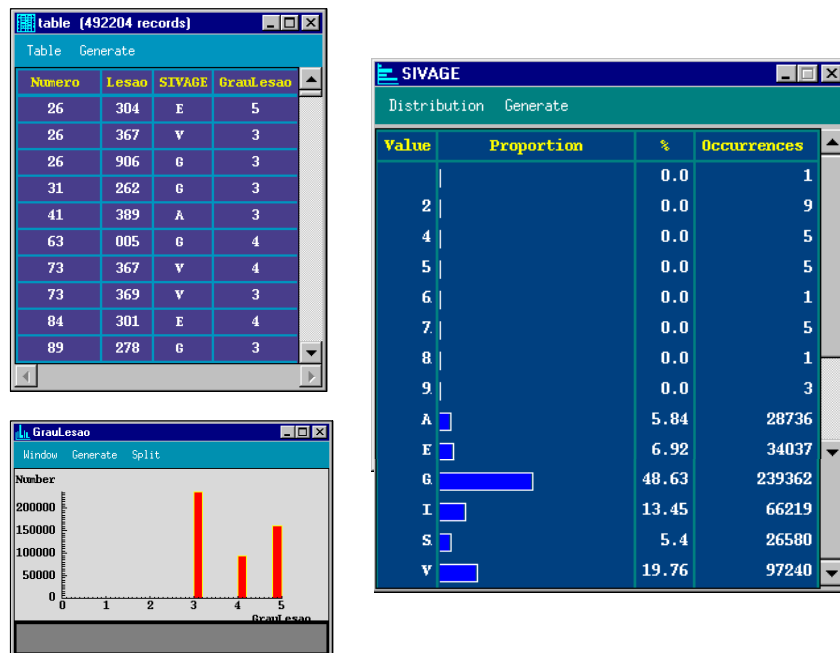 table (492204 records)
Table Generate
Numero Lesao SIVAGE GrauLesao
26 304 E 5
26 367 V 3
26 906 G 3
31 262 G 3
41 389 A 3
63 005 G 4
73 367 V 4
73 369 V 3
84 301 E 4
89 278 G 3
GrauLesao
Window Generate Split
Number
200000
150000
100000
50000
0
0 1 2 3 4 5
GrauLesao
SIVAGE
Distribution Generate
Value Proportion % Occurrences
0.0 1
2 0.0 9
4 0.0 5
5 0.0 5
6 0.0 1
7 0.0 5
8 0.0 1
9 0.0 3
A 5.84 28736
E 6.92 34037
G 48.63 239362
I 13.45 66219
S 5.4 26580
V 19.76 97240